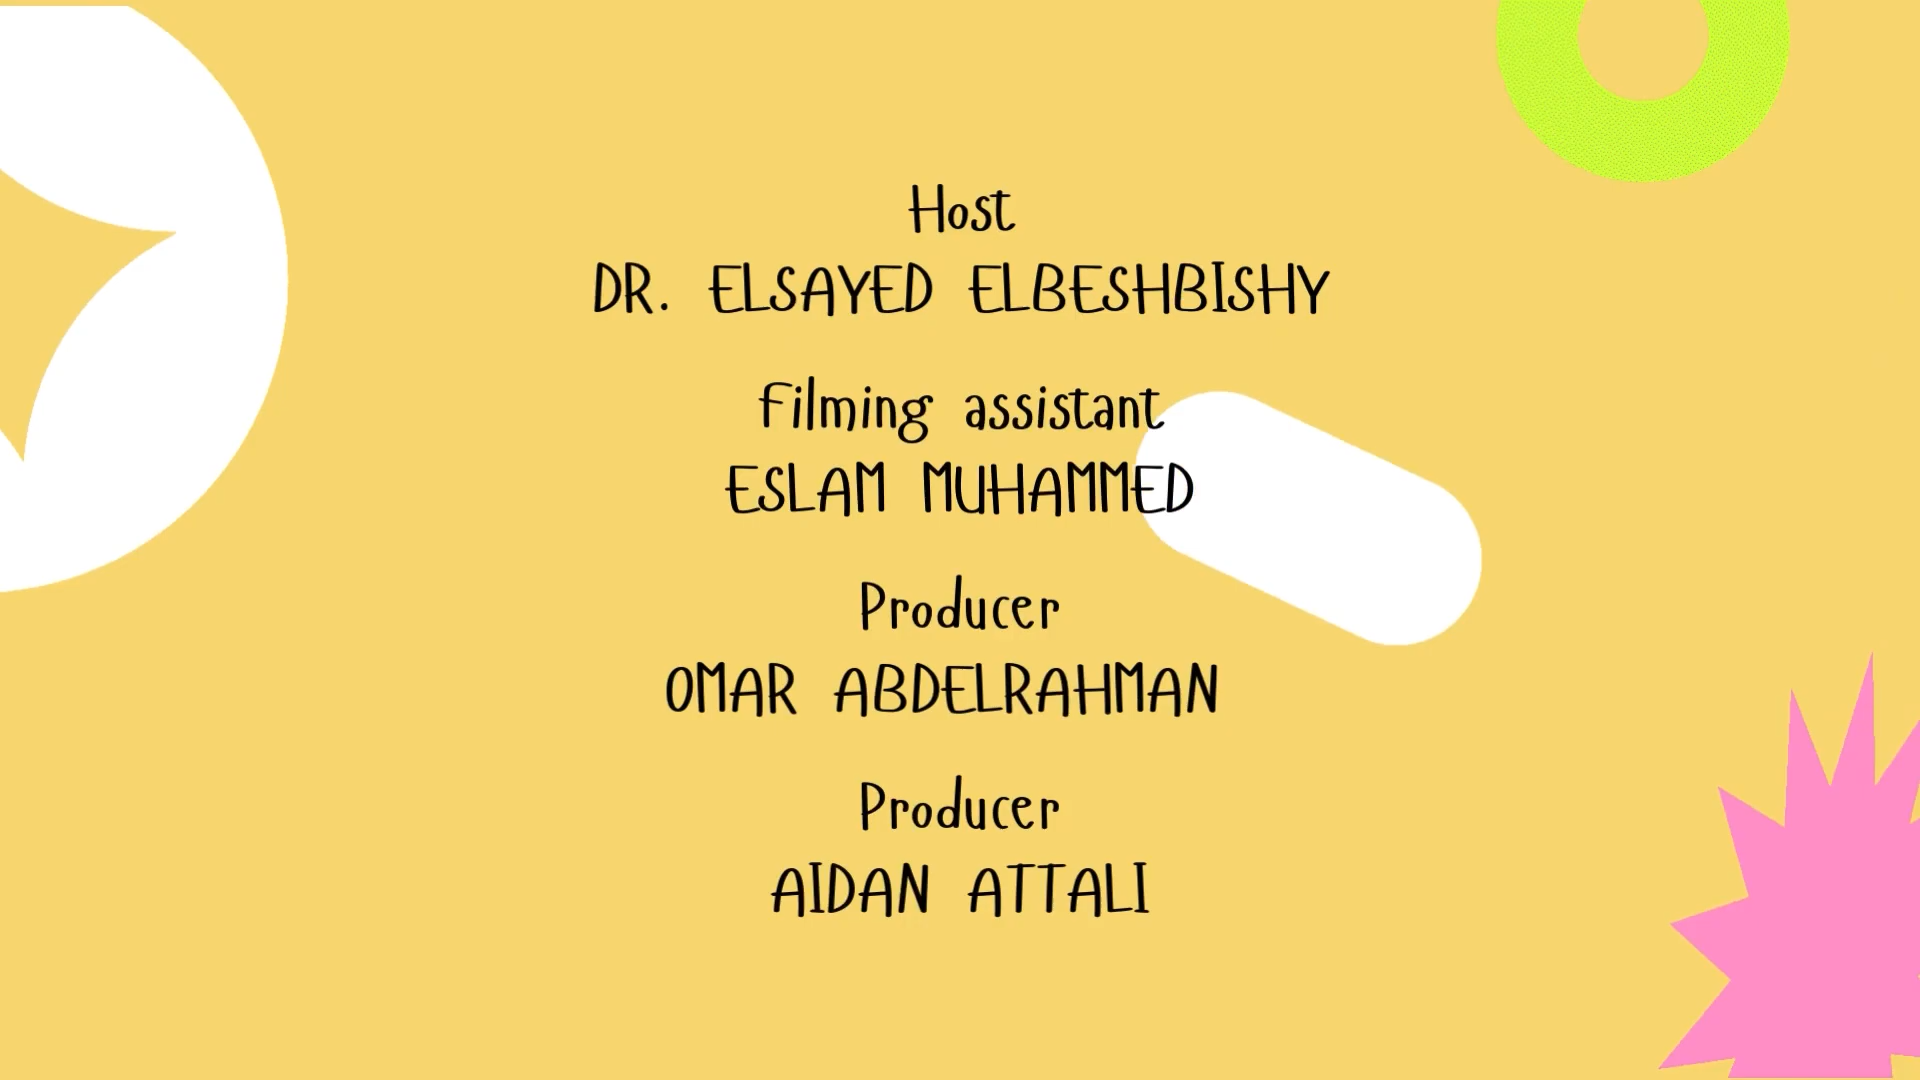 Host
DR. ELSAYED ELBESHBISHY
Filming assistant
ESLAM MUHAMMED
Producer
OMAR ABDELRAHMAN
Producer
AIDAN ATTALI